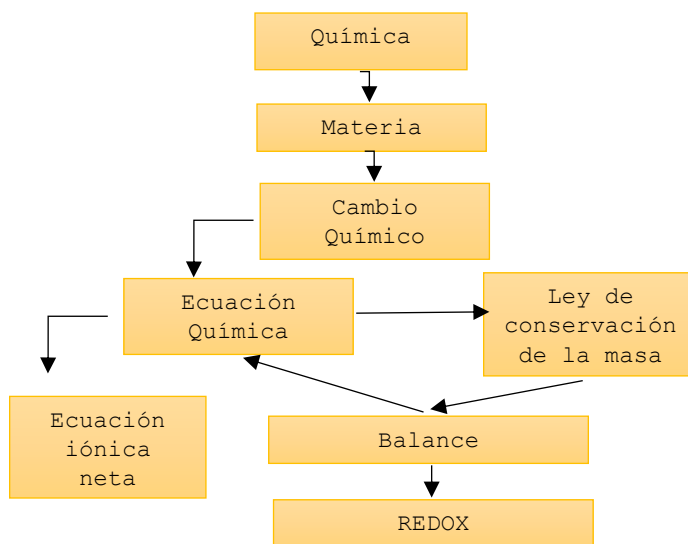 Química
Materia
Cambio
Químico
Ecuación
Química
Ley de
conservación
de la masa
Ecuación
iónica
neta
Balance
REDOX